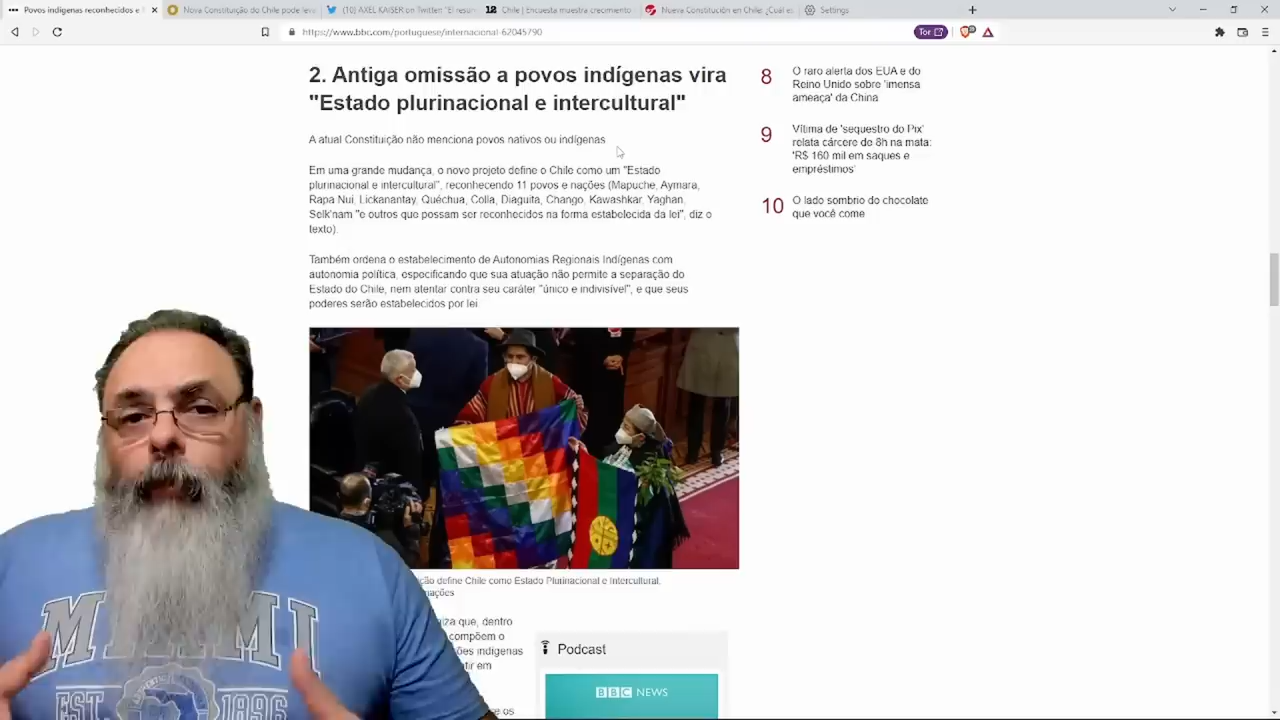 Povos indígenas reconhecidos e
Nova Constituição do Chile pode leva
(10) AXEL KAISER on Twitter: "El resu
Chile | Encuesta muestra crecimiento
Nueva Constitución en Chile: ¿Cuál es
Settings
https://www.bbc.com/portuguese/internacional-62045790
Tor
2. Antiga omissão a povos indígenas vira
"Estado plurinacional e intercultural"
A atual Constituição não menciona povos nativos ou indígenas
Em uma grande mudança, o novo projeto define o Chile como um "Estado
plurinacional e intercultural", reconhecendo 11 povos e nações (Mapuche, Aymara,
Rapa Nui, Lickanantay, Quéchua, Colla, Diaguita, Chango, Kawashkar, Yaghan,
Selk'nam "e outros que possam ser reconhecidos na forma estabelecida da lei", diz o
texto).
Também ordena o estabelecimento de Autonomias Regionais Indígenas com
autonomia política, especificando que sua atuação não permite a separação do
Estado do Chile, nem atentar contra seu caráter "único e indivisível", e que seus
poderes serão estabelecidos por lei
ção define Chile como Estado Plurinacional e Intercultural,
nações
iza que, dentro
compõem o
ões indígenas
tir em
os
Podcast
BBC NEWS
8
O raro alerta dos EUA e do
Reino Unido sobre 'imensa
ameaça' da China
9
Vítima de 'sequestro do Pix'
relata cárcere de 8h na mata:
'R$ 160 mil em saques e
empréstimos'
10
O lado sombrio do chocolate
que você come
MIAMI
EST. 1896